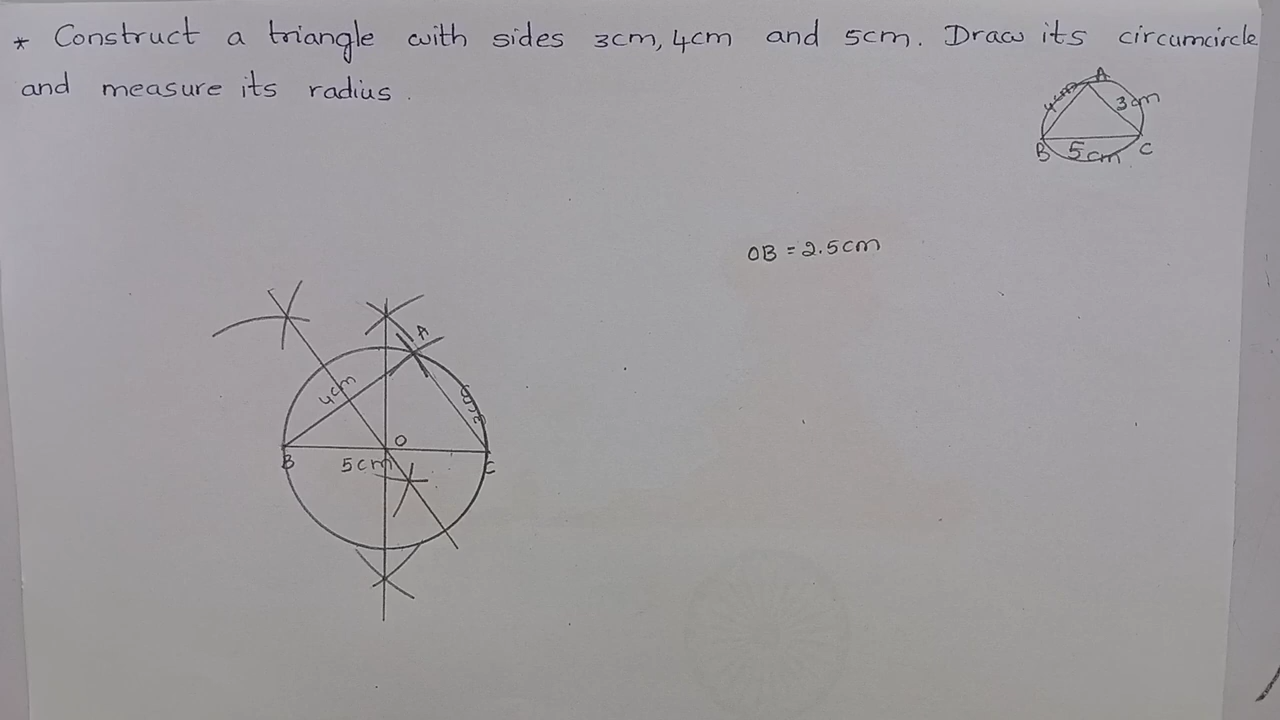 * Construct a triangle with sides 3cm, 4cm and 5cm. Draw its circumcircle
and measure its radius.
A
4cm
3cm
B
5cm
C
OB = 2.5cm
A
4cm
3cm
O
B
5cm
C